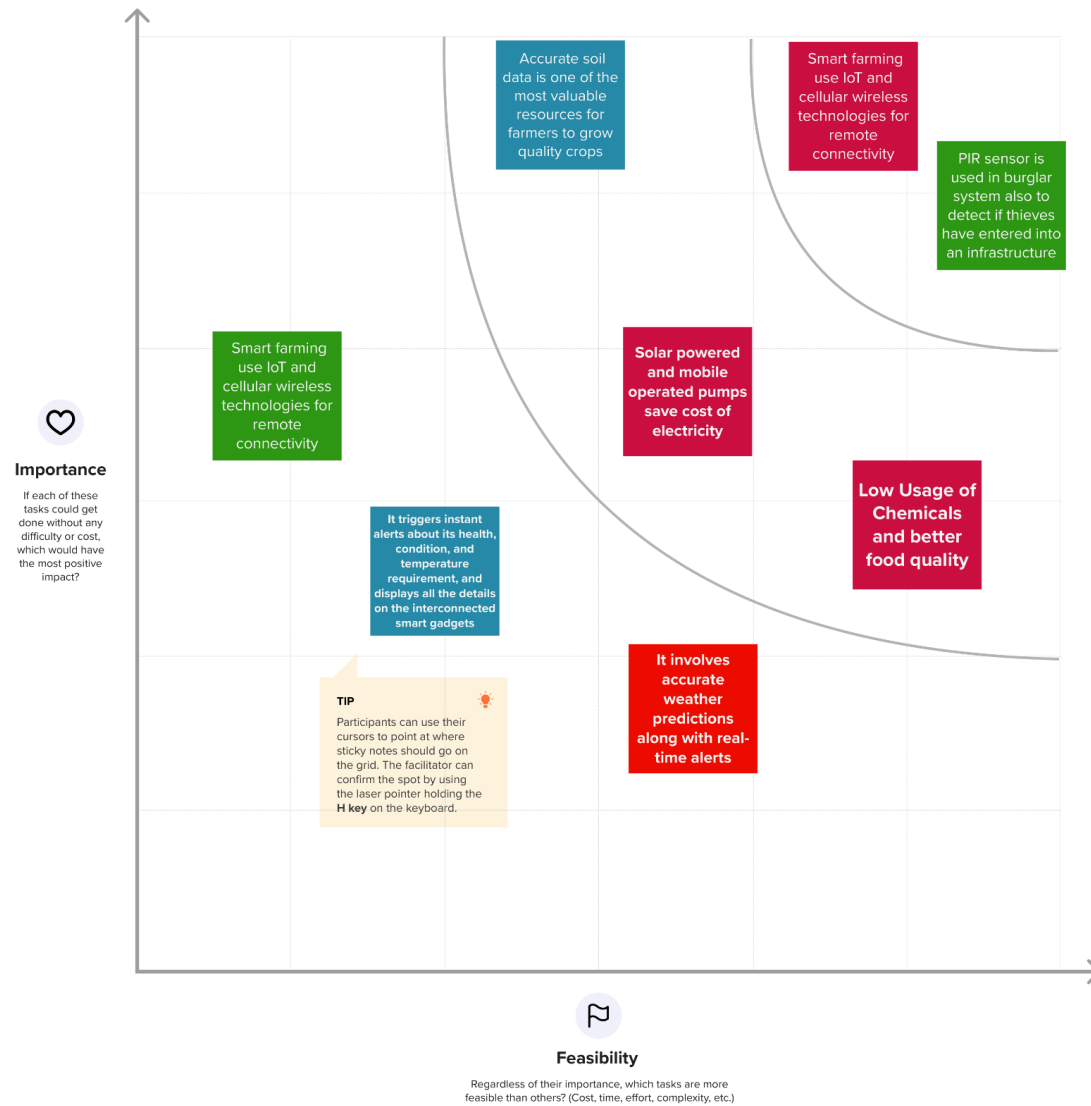 Accurate soil
data is one of the
most valuable
resources for
farmers to grow
quality crops
Smart farming
use IoT and
cellular wireless
technologies for
remote
connectivity
PIR sensor is
used in burglar
system also to
detect if thieves
have entered into
an infrastructure
Smart farming
use IoT and
cellular wireless
technologies for
remote
connectivity
Solar powered
and mobile
operated pumps
save cost of
electricity
Importance
If each of these
tasks could get
done without any
difficulty or cost,
which would have
the most positive
impact?
Low Usage of
Chemicals
and better
food quality
It triggers instant
alerts about its health,
condition, and
temperature
requirement, and
displays all the details
on the interconnected
smart gadgets
It involves
accurate
weather
predictions
along with real-
time alerts
TIP
Participants can use their
cursors to point at where
sticky notes should go on
the grid. The facilitator can
confirm the spot by using
the laser pointer holding the
H key on the keyboard.
Feasibility
Regardless of their importance, which tasks are more
feasible than others? (Cost, time, effort, complexity, etc.)